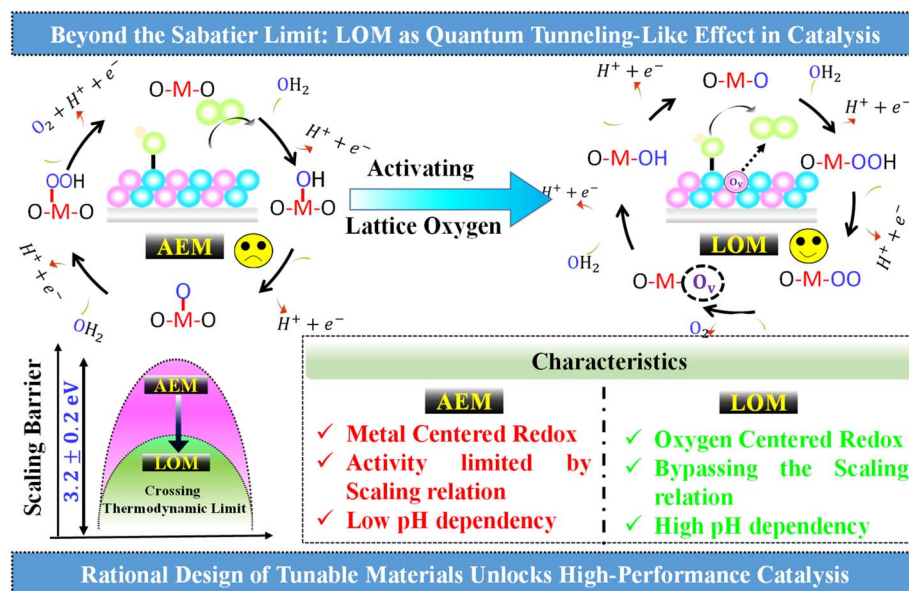 Beyond the Sabatier Limit: LOM as Quantum Tunneling-Like Effect in Catalysis
O-M-O
OH₂
H⁺ + e⁻
OH
O-M-O
H⁺ + e⁻
O
O-M-O
OH₂
H⁺ + e⁻
OOH
O-M-O
O₂ + H⁺ + e⁻
AEM
Activating
Lattice Oxygen
O-M-O
OH₂
H⁺ + e⁻
O-M-OOH
H⁺ + e⁻
O-M-OO
O₂
O-M-Oᵥ
OH₂
H⁺ + e⁻
O-M-OH
H⁺ + e⁻
Oᵥ
LOM
Scaling Barrier
3.2 ± 0.2 eV
AEM
LOM
Crossing
Thermodynamic Limit
Characteristics
AEM
✓ Metal Centered Redox
✓ Activity limited by
Scaling relation
✓ Low pH dependency
LOM
✓ Oxygen Centered Redox
✓ Bypassing the Scaling
relation
✓ High pH dependency
Rational Design of Tunable Materials Unlocks High-Performance Catalysis